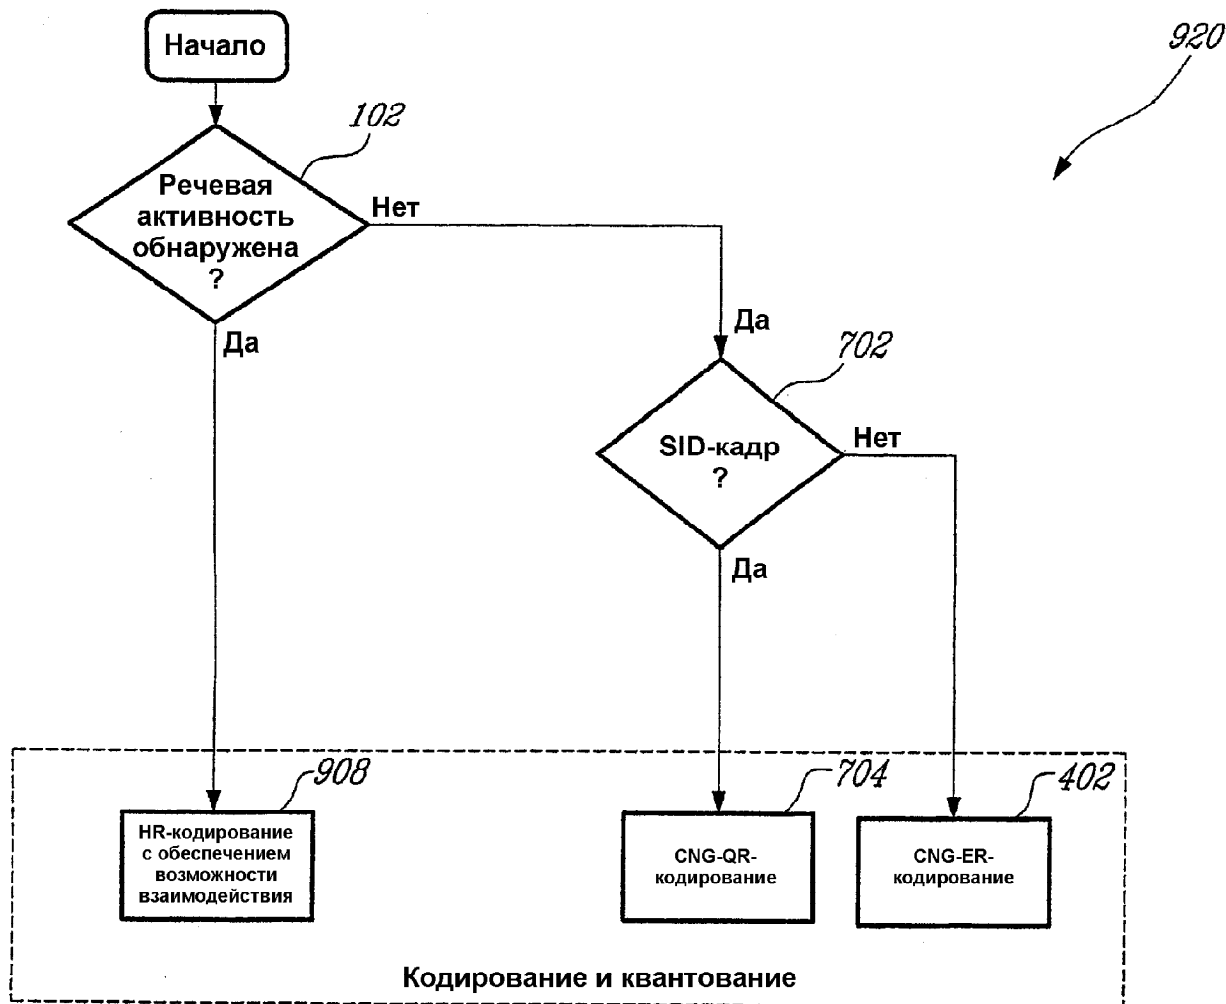 Начало
920
102
Речевая
активность
обнаружена
?
Нет
Да
Да
702
SID-кадр
?
Нет
Да
908
HR-кодирование
с обеспечением
возможности
взаимодействия
704
CNG-QR-
кодирование
402
CNG-ER-
кодирование
Кодирование и квантование